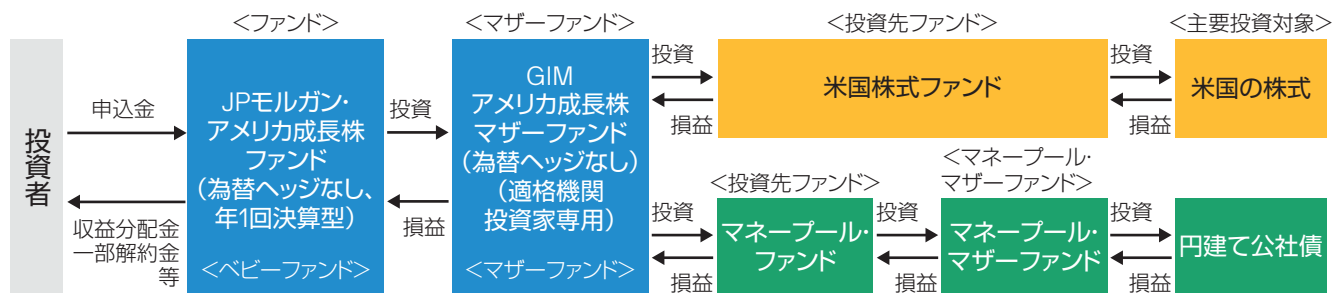 投資者
申込金
収益分配金
一部解約金
等
<ファンド>
JPモルガン・
アメリカ成長株
ファンド
(為替ヘッジなし、
年1回決算型)
<ベビーファンド>
投資
損益
<マザーファンド>
GIM
アメリカ成長株
マザーファンド
(為替ヘッジなし)
(適格機関
投資家専用)
<マザーファンド>
投資
損益
<投資先ファンド>
米国株式ファンド
投資
損益
<主要投資対象>
米国の株式
投資
損益
<投資先ファンド>
マネープール・
ファンド
投資
損益
<マネープール・
マザーファンド>
マネープール・
マザーファンド
投資
損益
円建て公社債